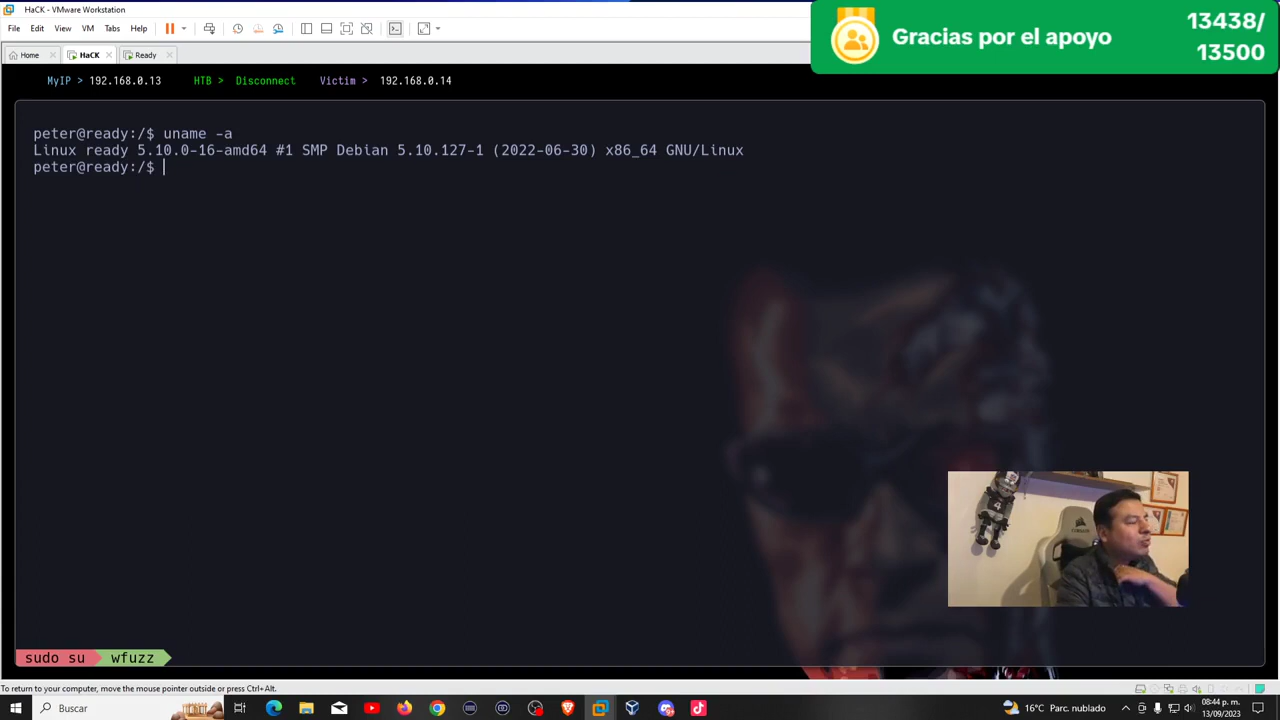 HaCK - VMware Workstation
File Edit View VM Tabs Help
Home HaCK Ready
Gracias por el apoyo
13438/
13500
MyIP > 192.168.0.13 HTB > Disconnect Victim > 192.168.0.14
peter@ready:/$ uname -a
Linux ready 5.10.0-16-amd64 #1 SMP Debian 5.10.127-1 (2022-06-30) x86_64 GNU/Linux
peter@ready:/$
sudo su wfuzz
To return to your computer, move the mouse pointer outside or press Ctrl+Alt.
Buscar
16°C Parc. nublado
08:44 p. m.
13/09/2023